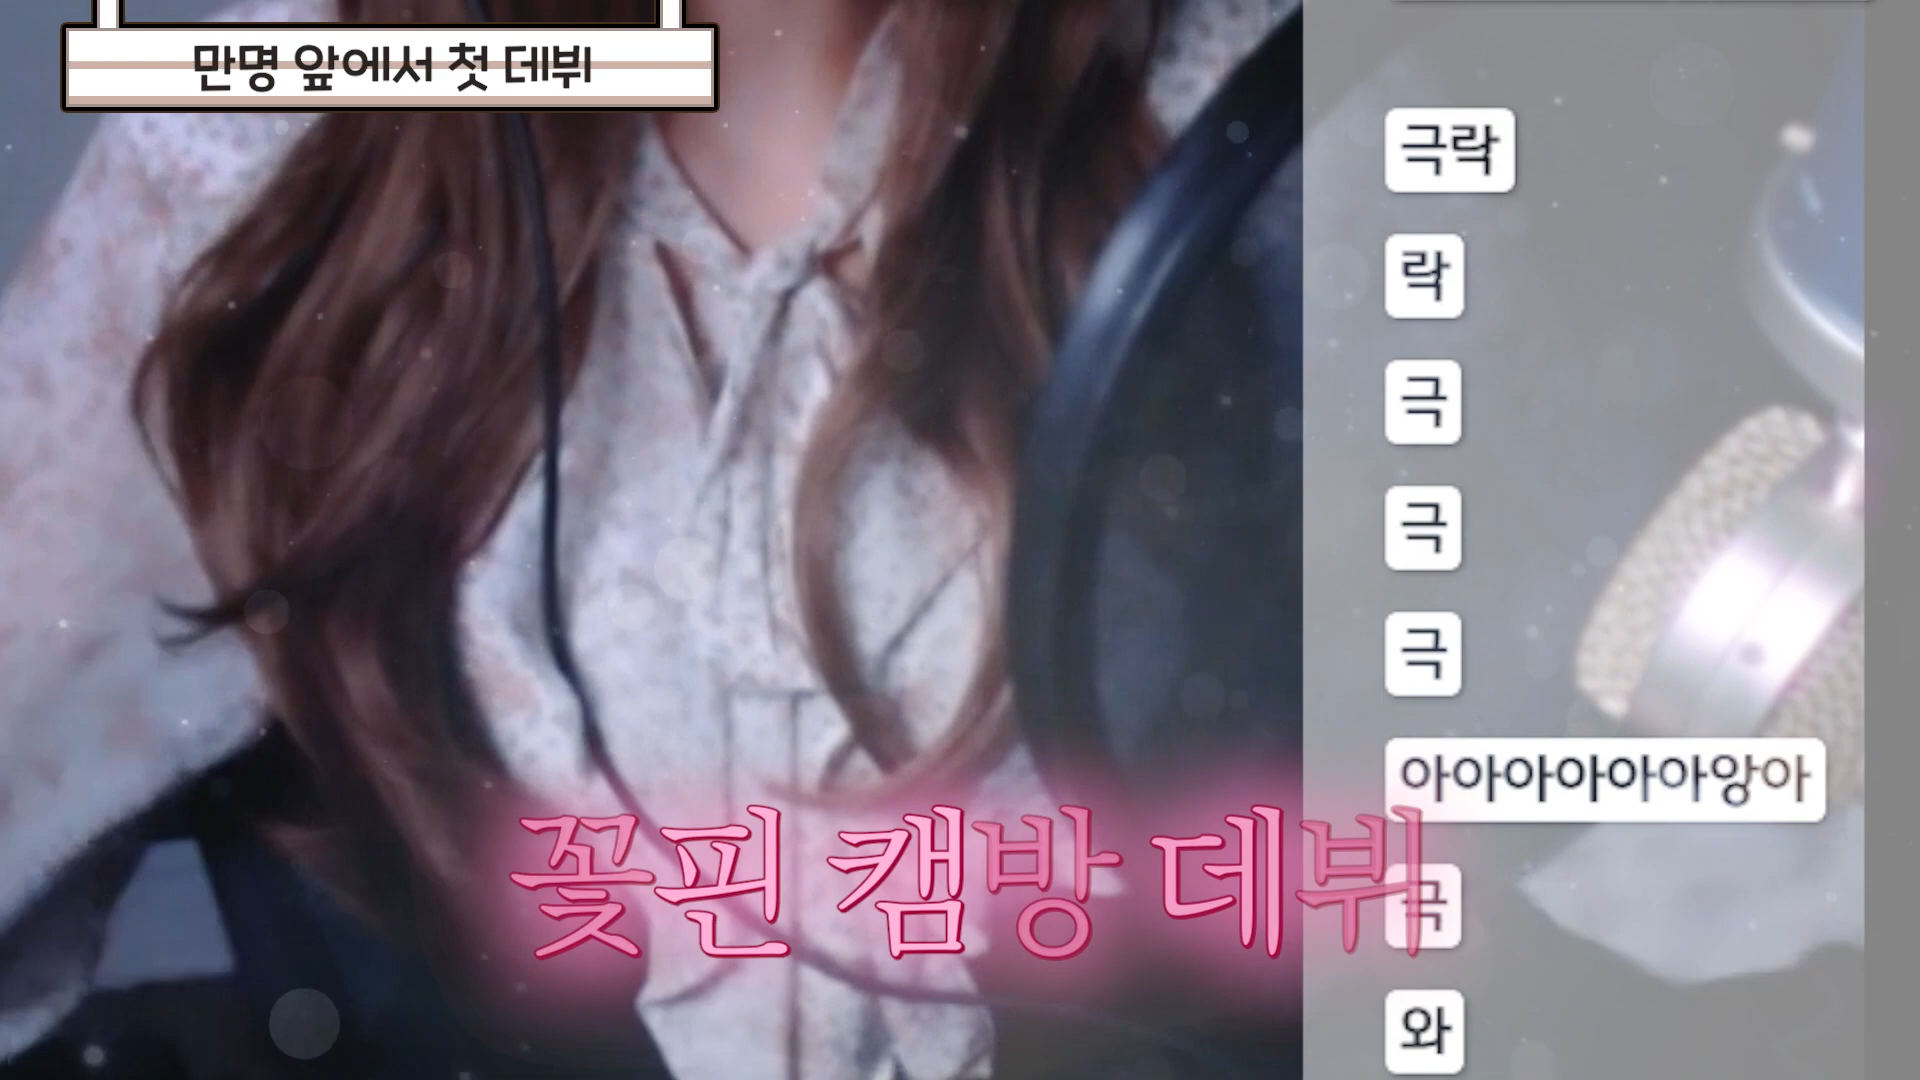 만명 앞에서 첫 데뷔
극락
락
극
극
극
아아아아아아앙아
꽃핀 캠방 데뷔
극
와